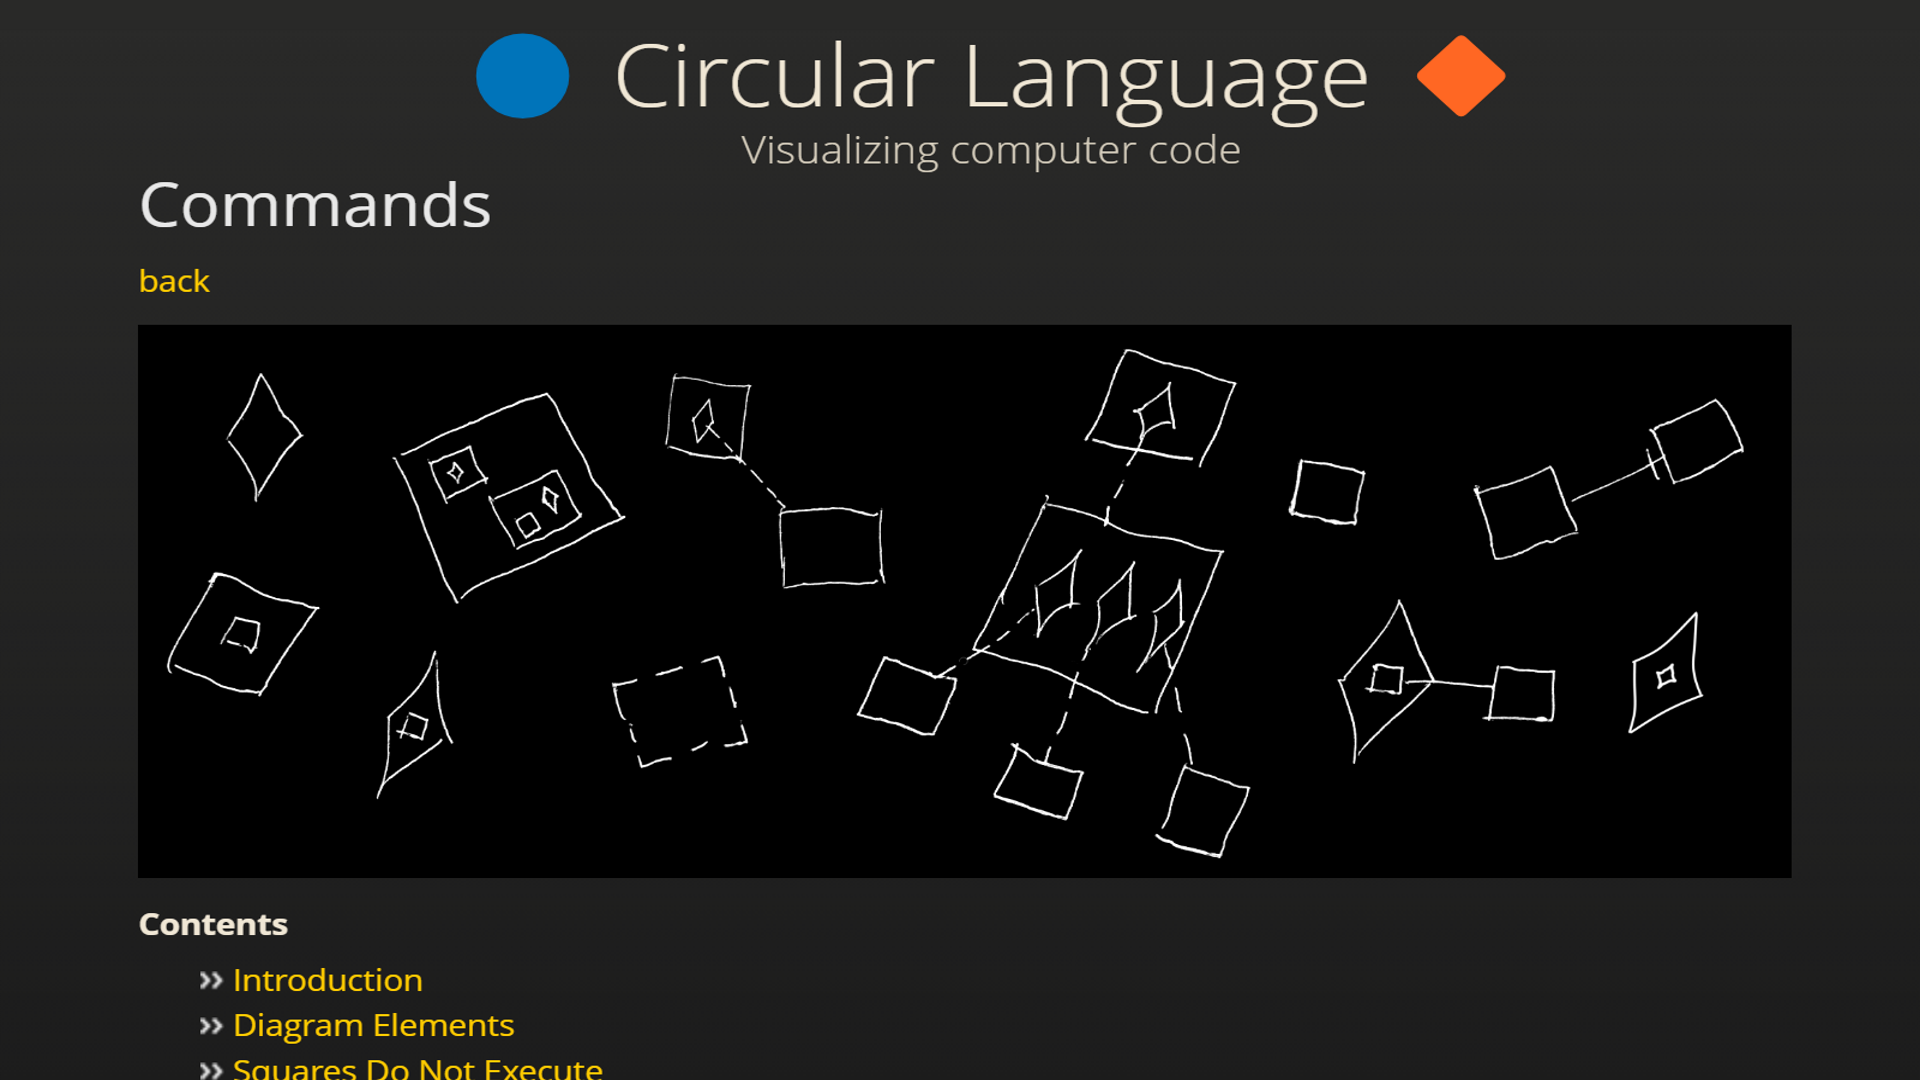 Circular Language
Visualizing computer code
Commands
back
Contents
Introduction
Diagram Elements
Squares Do Not Execute